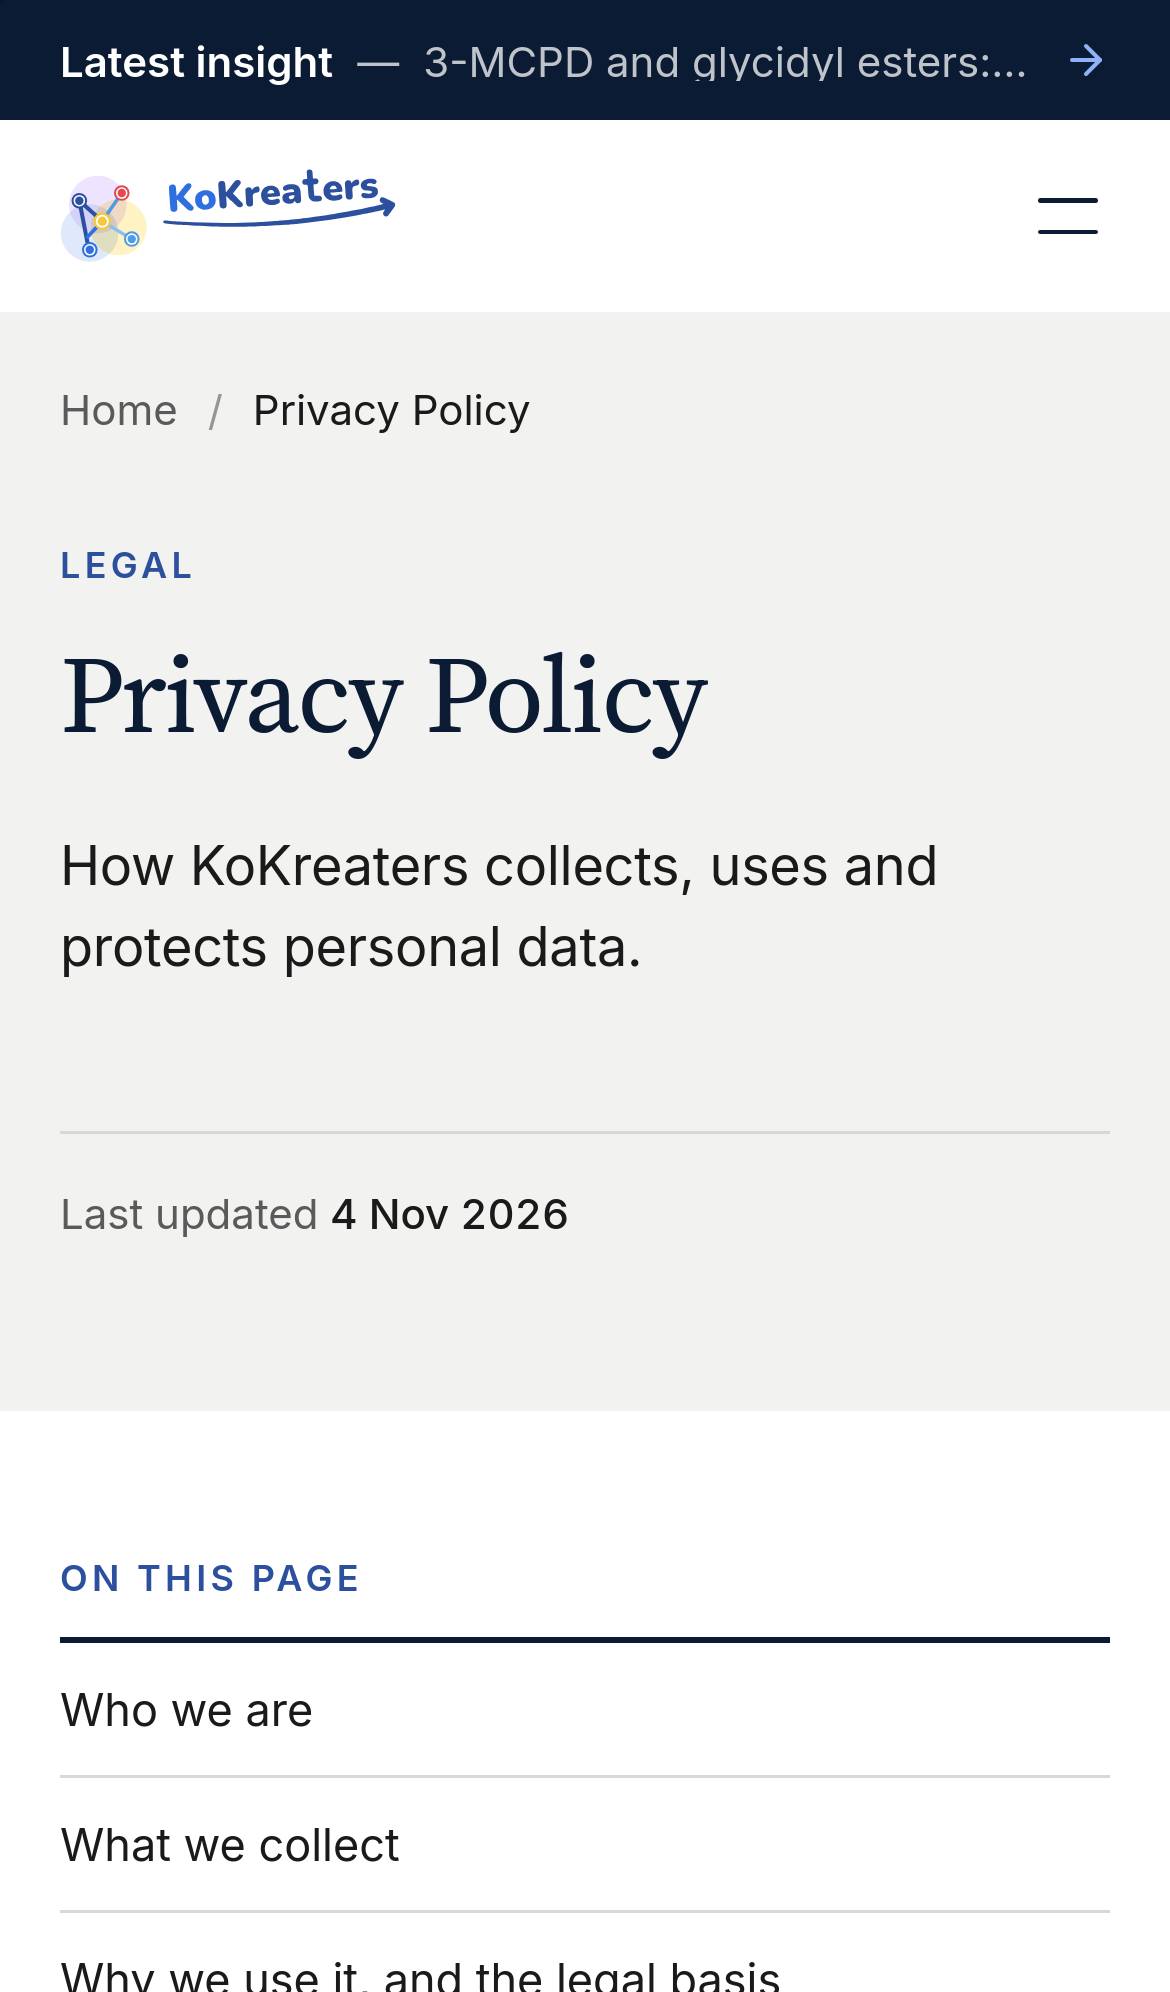 Latest insight — 3-MCPD and glycidyl esters:...
KoKreaters
Home / Privacy Policy
LEGAL
Privacy Policy
How KoKreaters collects, uses and
protects personal data.
Last updated 4 Nov 2026
ON THIS PAGE
Who we are
What we collect
Why we use it, and the legal basis